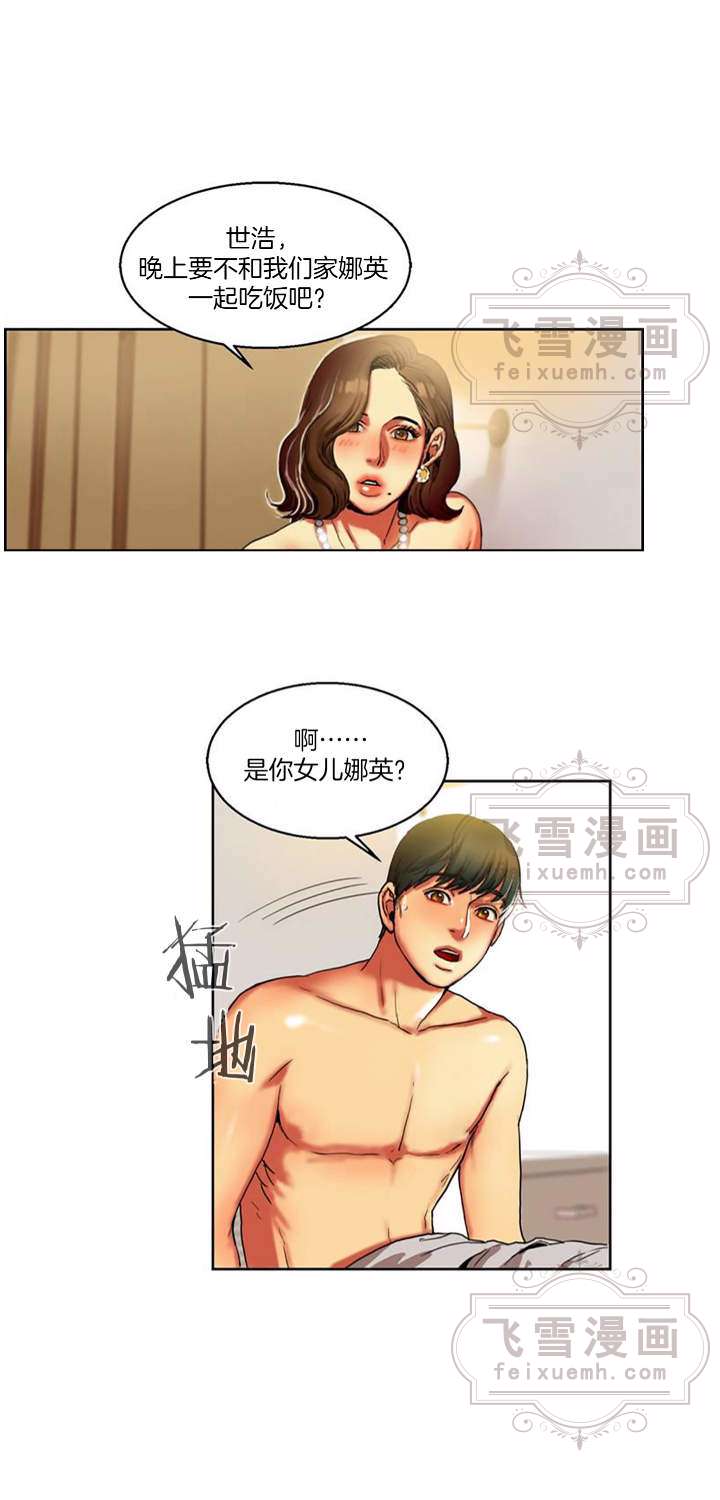 世浩，
晚上要不和我们家娜英
一起吃饭吧？
飞雪漫画
feixuemh.com
啊……
是你女儿娜英？
飞雪漫画
feixuemh.com
猛地
飞雪漫画
feixuemh.com